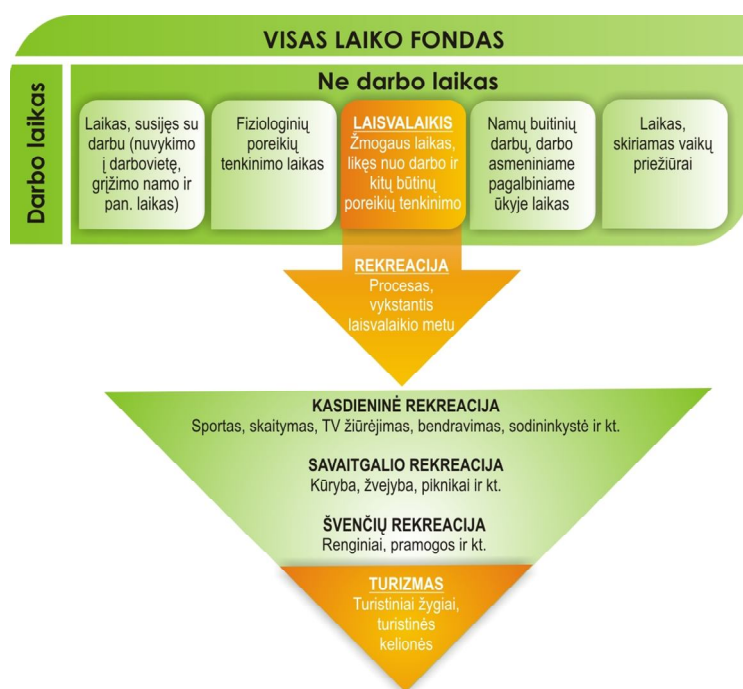 VISAS LAIKO FONDAS
Darbo laikas
Ne darbo laikas
Laikas, susijęs su
darbu (nuvykimo
į darbovietę,
grįžimo namo ir
pan. laikas)
Fiziologinių
poreikių
tenkinimo laikas
LAISVALAIKIS
Žmogaus laikas,
likęs nuo darbo ir
kitų būtinų
poreikių tenkinimo
Namų buitinių
darbų, darbo
asmeniniame
pagalbiniame
ūkyje laikas
Laikas,
skiriamas vaikų
priežiūrai
REKREACIJA
Procesas,
vykstantis
laisvalaikio metu
KASDIENINĖ REKREACIJA
Sportas, skaitymas, TV žiūrėjimas, bendravimas, sodininkystė ir kt.
SAVAITGALIO REKREACIJA
Kūryba, žvejyba, piknikai ir kt.
ŠVENČIŲ REKREACIJA
Renginiai, pramogos ir kt.
TURIZMAS
Turistiniai žygiai,
turistinės
kelionės